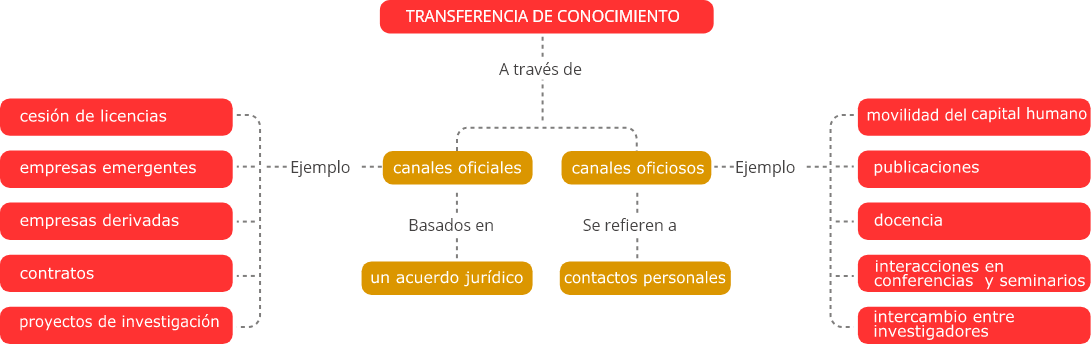 TRANSFERENCIA DE CONOCIMIENTO
A través de
cesión de licencias
empresas emergentes
empresas derivadas
contratos
proyectos de investigación
Ejemplo
canales oficiales
Basados en
un acuerdo jurídico
canales oficiosos
Se refieren a
contactos personales
Ejemplo
movilidad del capital humano
publicaciones
docencia
interacciones en
conferencias y seminarios
intercambio entre
investigadores